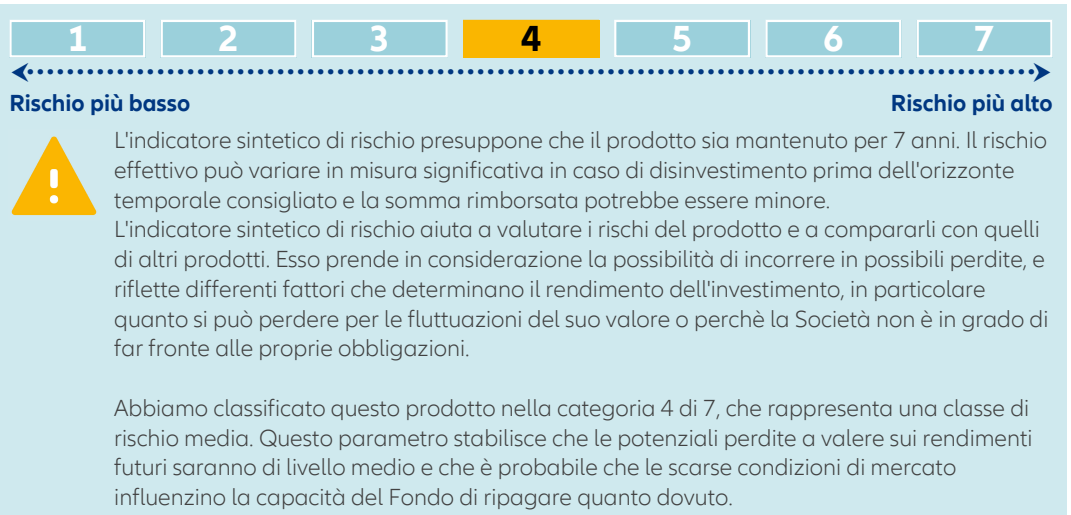 1 2 3 4 5 6 7
Rischio più basso Rischio più alto
L'indicatore sintetico di rischio presuppone che il prodotto sia mantenuto per 7 anni. Il rischio
effettivo può variare in misura significativa in caso di disinvestimento prima dell'orizzonte
temporale consigliato e la somma rimborsata potrebbe essere minore.
L'indicatore sintetico di rischio aiuta a valutare i rischi del prodotto e a compararli con quelli
di altri prodotti. Esso prende in considerazione la possibilità di incorrere in possibili perdite, e
riflette differenti fattori che determinano il rendimento dell'investimento, in particolare
quanto si può perdere per le fluttuazioni del suo valore o perchè la Società non è in grado di
far fronte alle proprie obbligazioni.
Abbiamo classificato questo prodotto nella categoria 4 di 7, che rappresenta una classe di
rischio media. Questo parametro stabilisce che le potenziali perdite a valere sui rendimenti
futuri saranno di livello medio e che è probabile che le scarse condizioni di mercato
influenzino la capacità del Fondo di ripagare quanto dovuto.